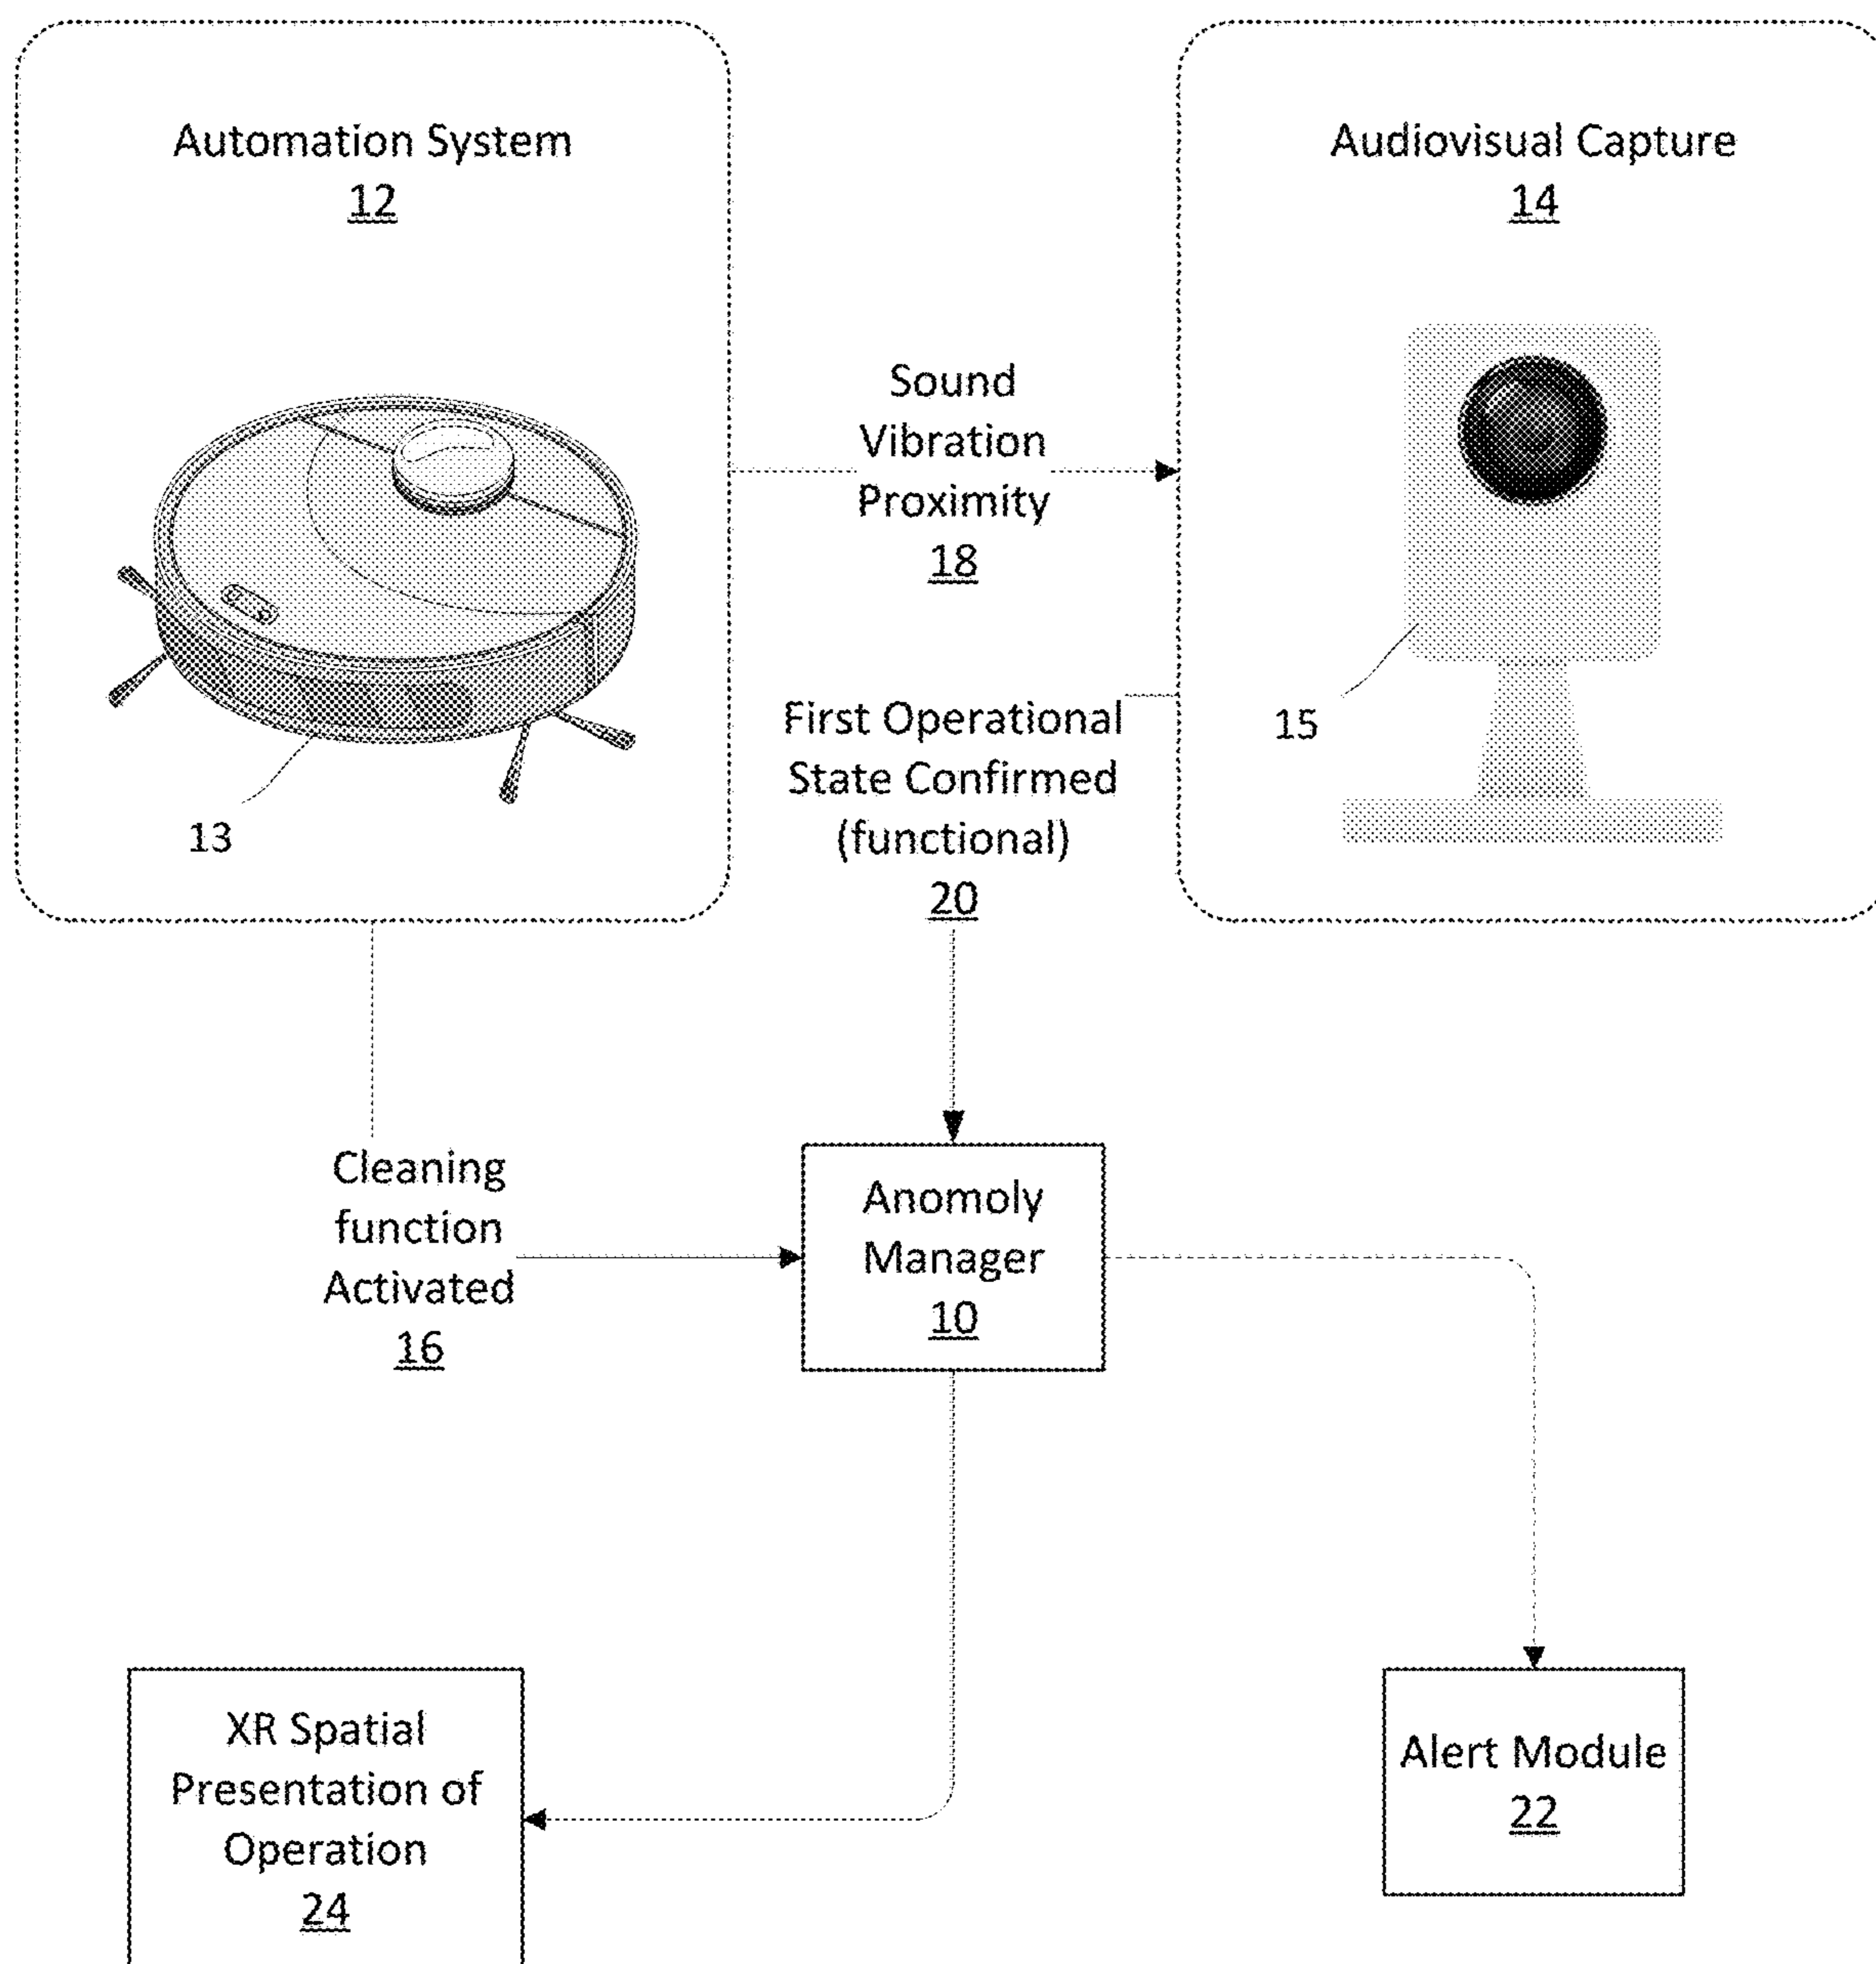 Automation System
12
13
Audiovisual Capture
14
15
Sound
Vibration
Proximity
18
First Operational
State Confirmed
(functional)
20
Cleaning
function
Activated
16
Anomoly
Manager
10
XR Spatial
Presentation of
Operation
24
Alert Module
22